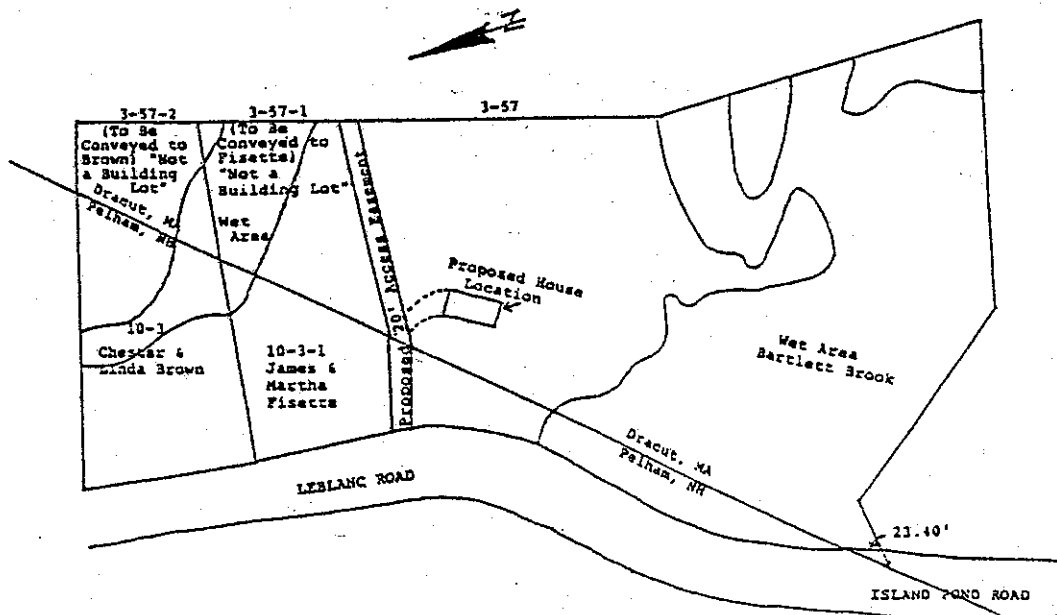 N
3-57-2
(To Be
Conveyed to
Brown) "Not
a Building
Lot"
3-57-1
(To Be
Conveyed to
Fisette)
"Not a
Building Lot"
3-57
Dracut, MA
Pelham, NH
Wet
Area
Proposed 20' Access Easement
Proposed House
Location
10-3
Chester &
Linda Brown
10-3-1
James &
Martha
Fisette
Wet Area
Bartlett Brook
Dracut, MA
Pelham, NH
LEBLANC ROAD
23.40'
ISLAND POND ROAD